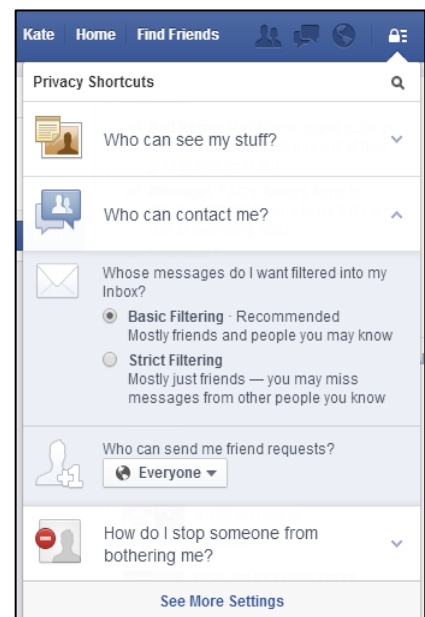 Kate Home Find Friends
Privacy Shortcuts
Who can see my stuff?
Who can contact me?
Whose messages do I want filtered into my
Inbox?
Basic Filtering · Recommended
Mostly friends and people you may know
Strict Filtering
Mostly just friends — you may miss
messages from other people you know
Who can send me friend requests?
+1
Everyone
How do I stop someone from
bothering me?
See More Settings